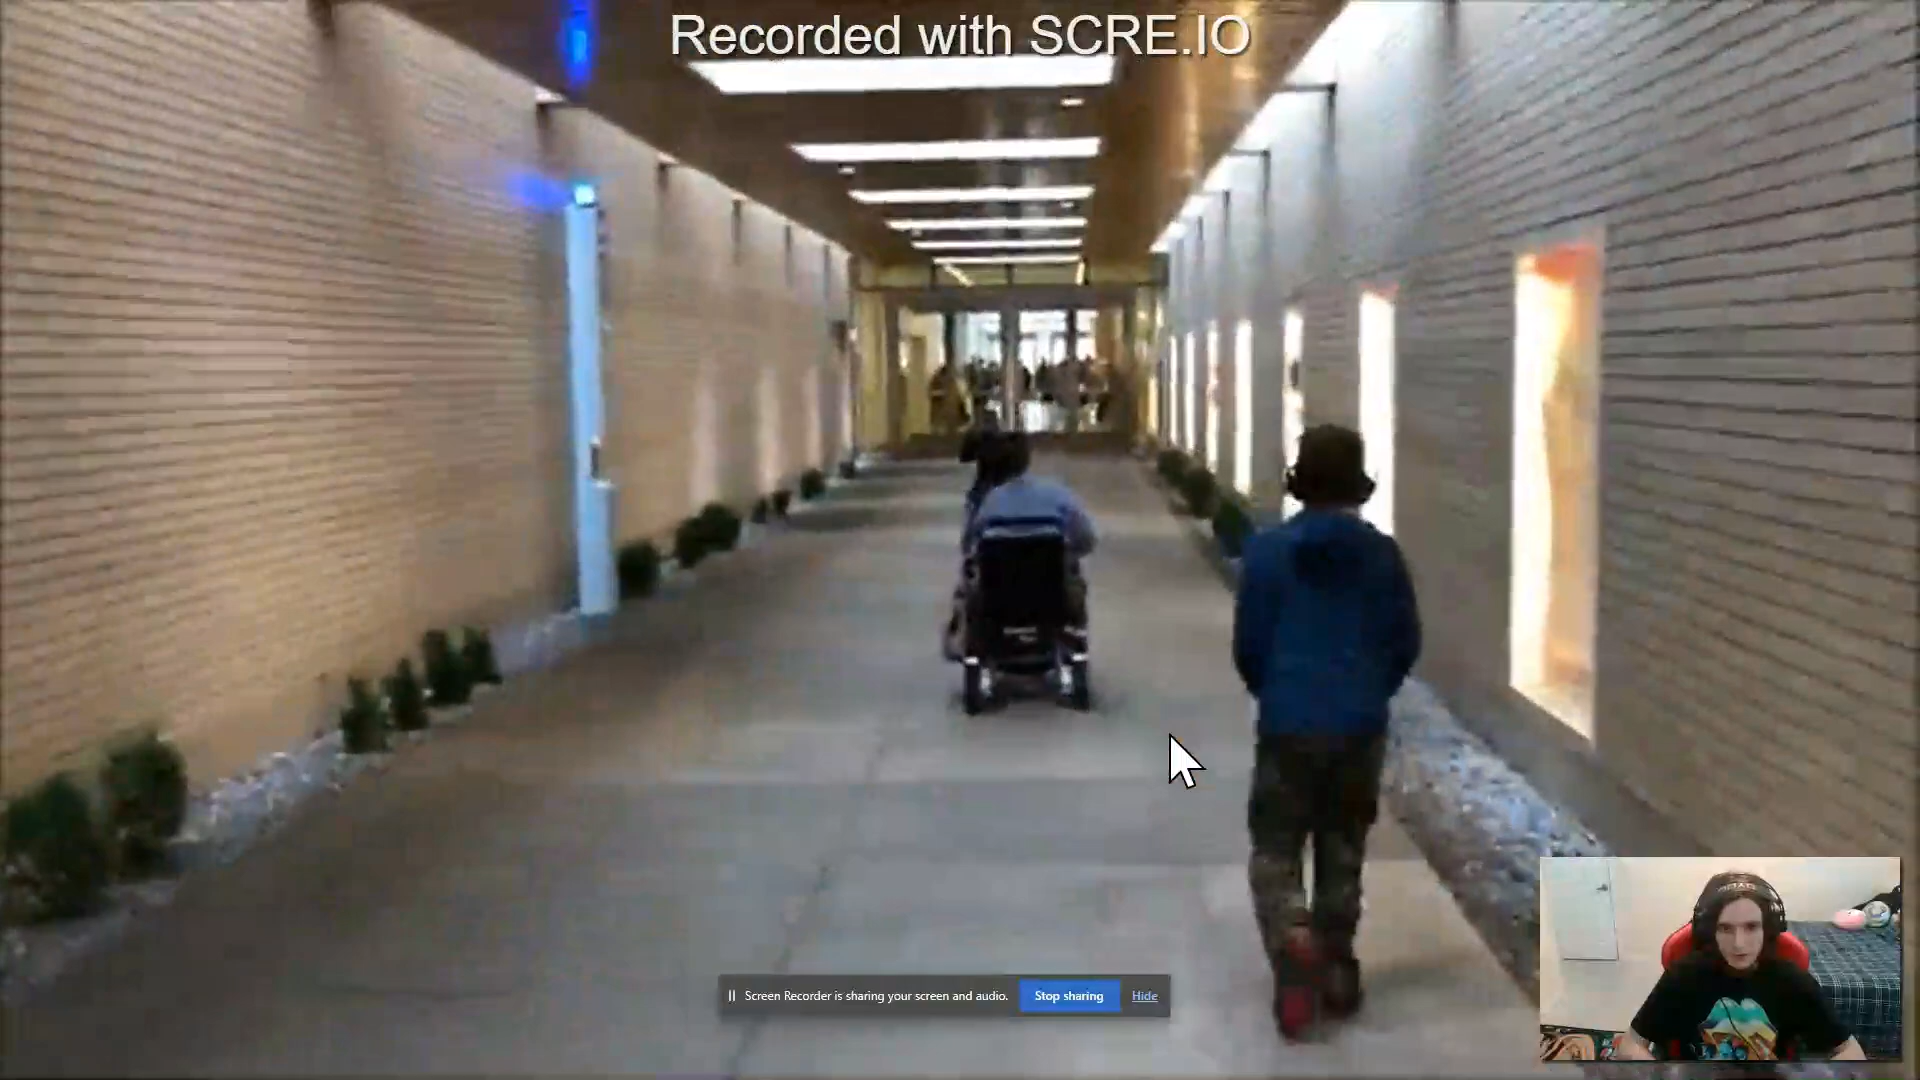 Recorded with SCRE.IO
Screen Recorder is sharing your screen and audio.
Stop sharing
Hide